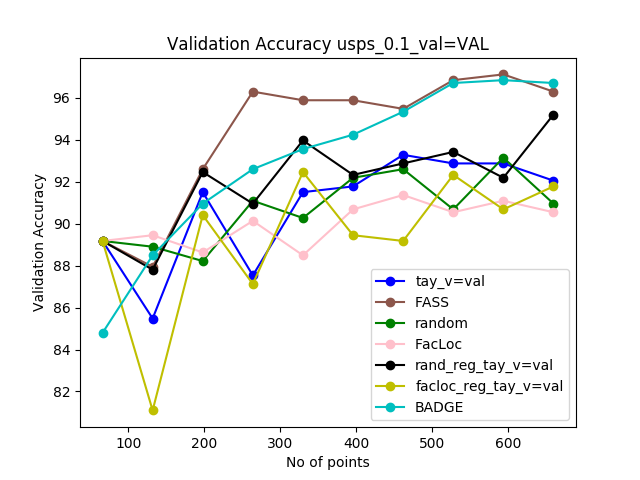 Validation Accuracy usps_0.1_val=VAL
96
94
92
90
88
86
84
82
Validation Accuracy
100
200
300
400
500
600
No of points
tay_v=val
FASS
random
FacLoc
rand_reg_tay_v=val
facloc_reg_tay_v=val
BADGE